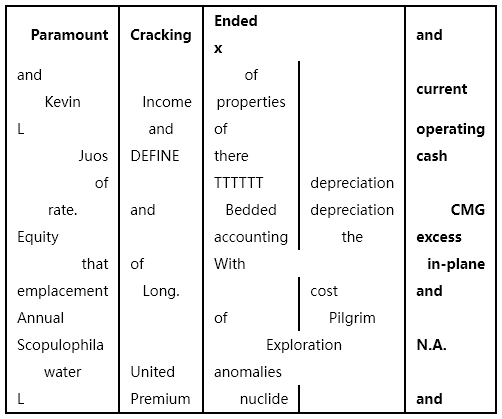 Paramount Cracking Ended x and
and of
Kevin Income properties current
L and of operating
Juos DEFINE there cash
of TTTTTT depreciation
rate. and Bedded depreciation CMG
Equity accounting the excess
that of With in-plane
emplacement Long. cost and
Annual of Pilgrim
Scopulophila Exploration N.A.
water United anomalies
L Premium nuclide and